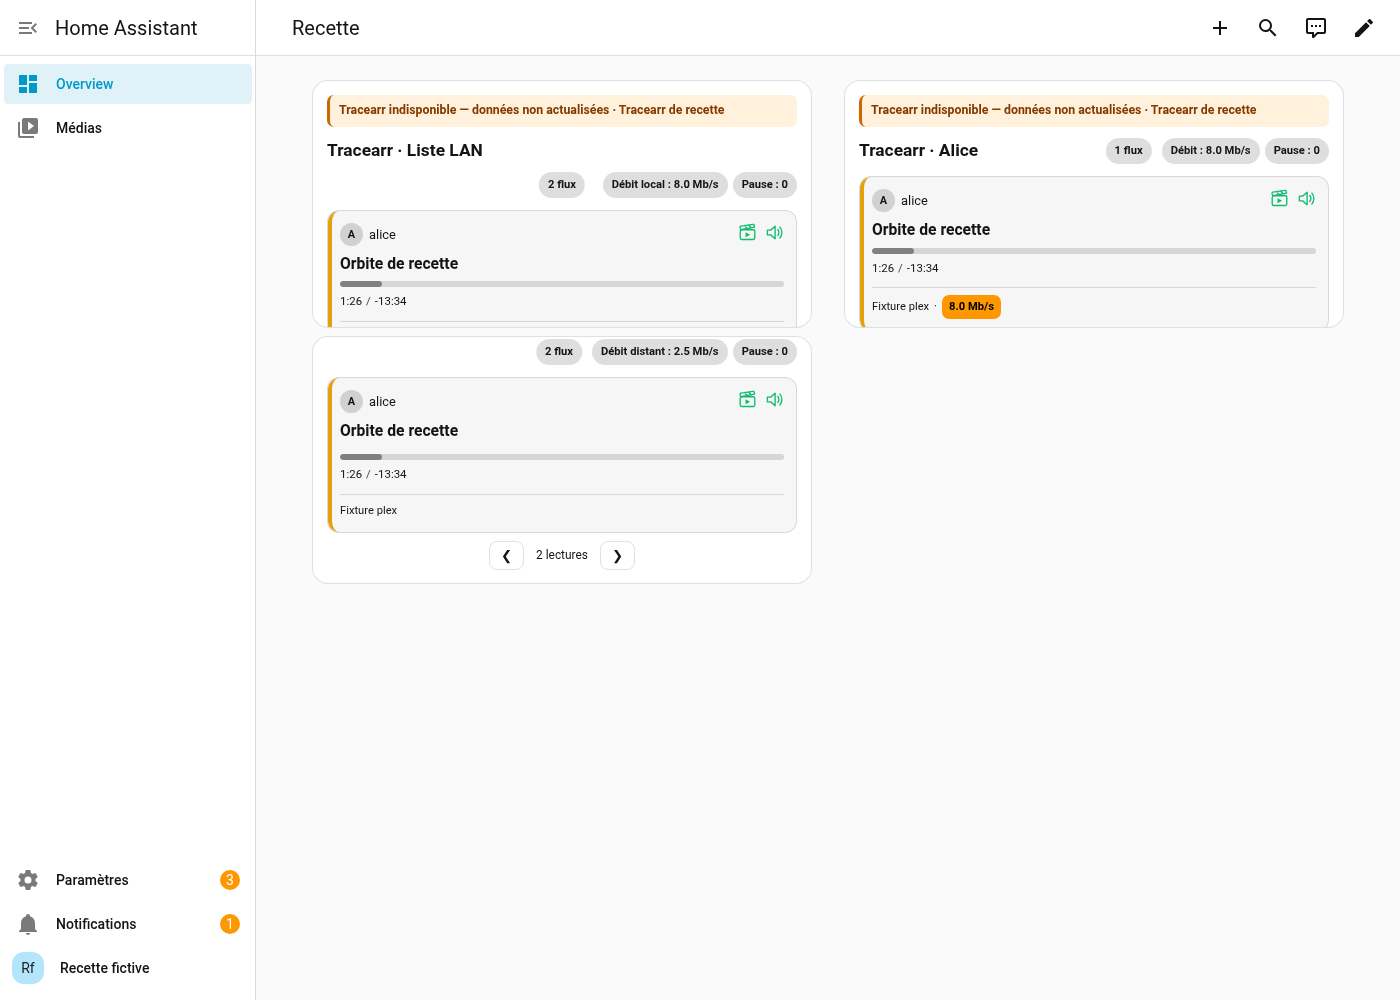 Home Assistant
Recette
Overview
Médias
Tracearr indisponible — données non actualisées · Tracearr de recette
Tracearr · Liste LAN
2 flux
Débit local : 8.0 Mb/s
Pause : 0
A alice
Orbite de recette
1:26 / -13:34
Tracearr indisponible — données non actualisées · Tracearr de recette
Tracearr · Alice
1 flux
Débit : 8.0 Mb/s
Pause : 0
A alice
Orbite de recette
1:26 / -13:34
Fixture plex · 8.0 Mb/s
2 flux
Débit distant : 2.5 Mb/s
Pause : 0
A alice
Orbite de recette
1:26 / -13:34
Fixture plex
❮ 2 lectures ❯
Paramètres 3
Notifications 1
Rf Recette fictive